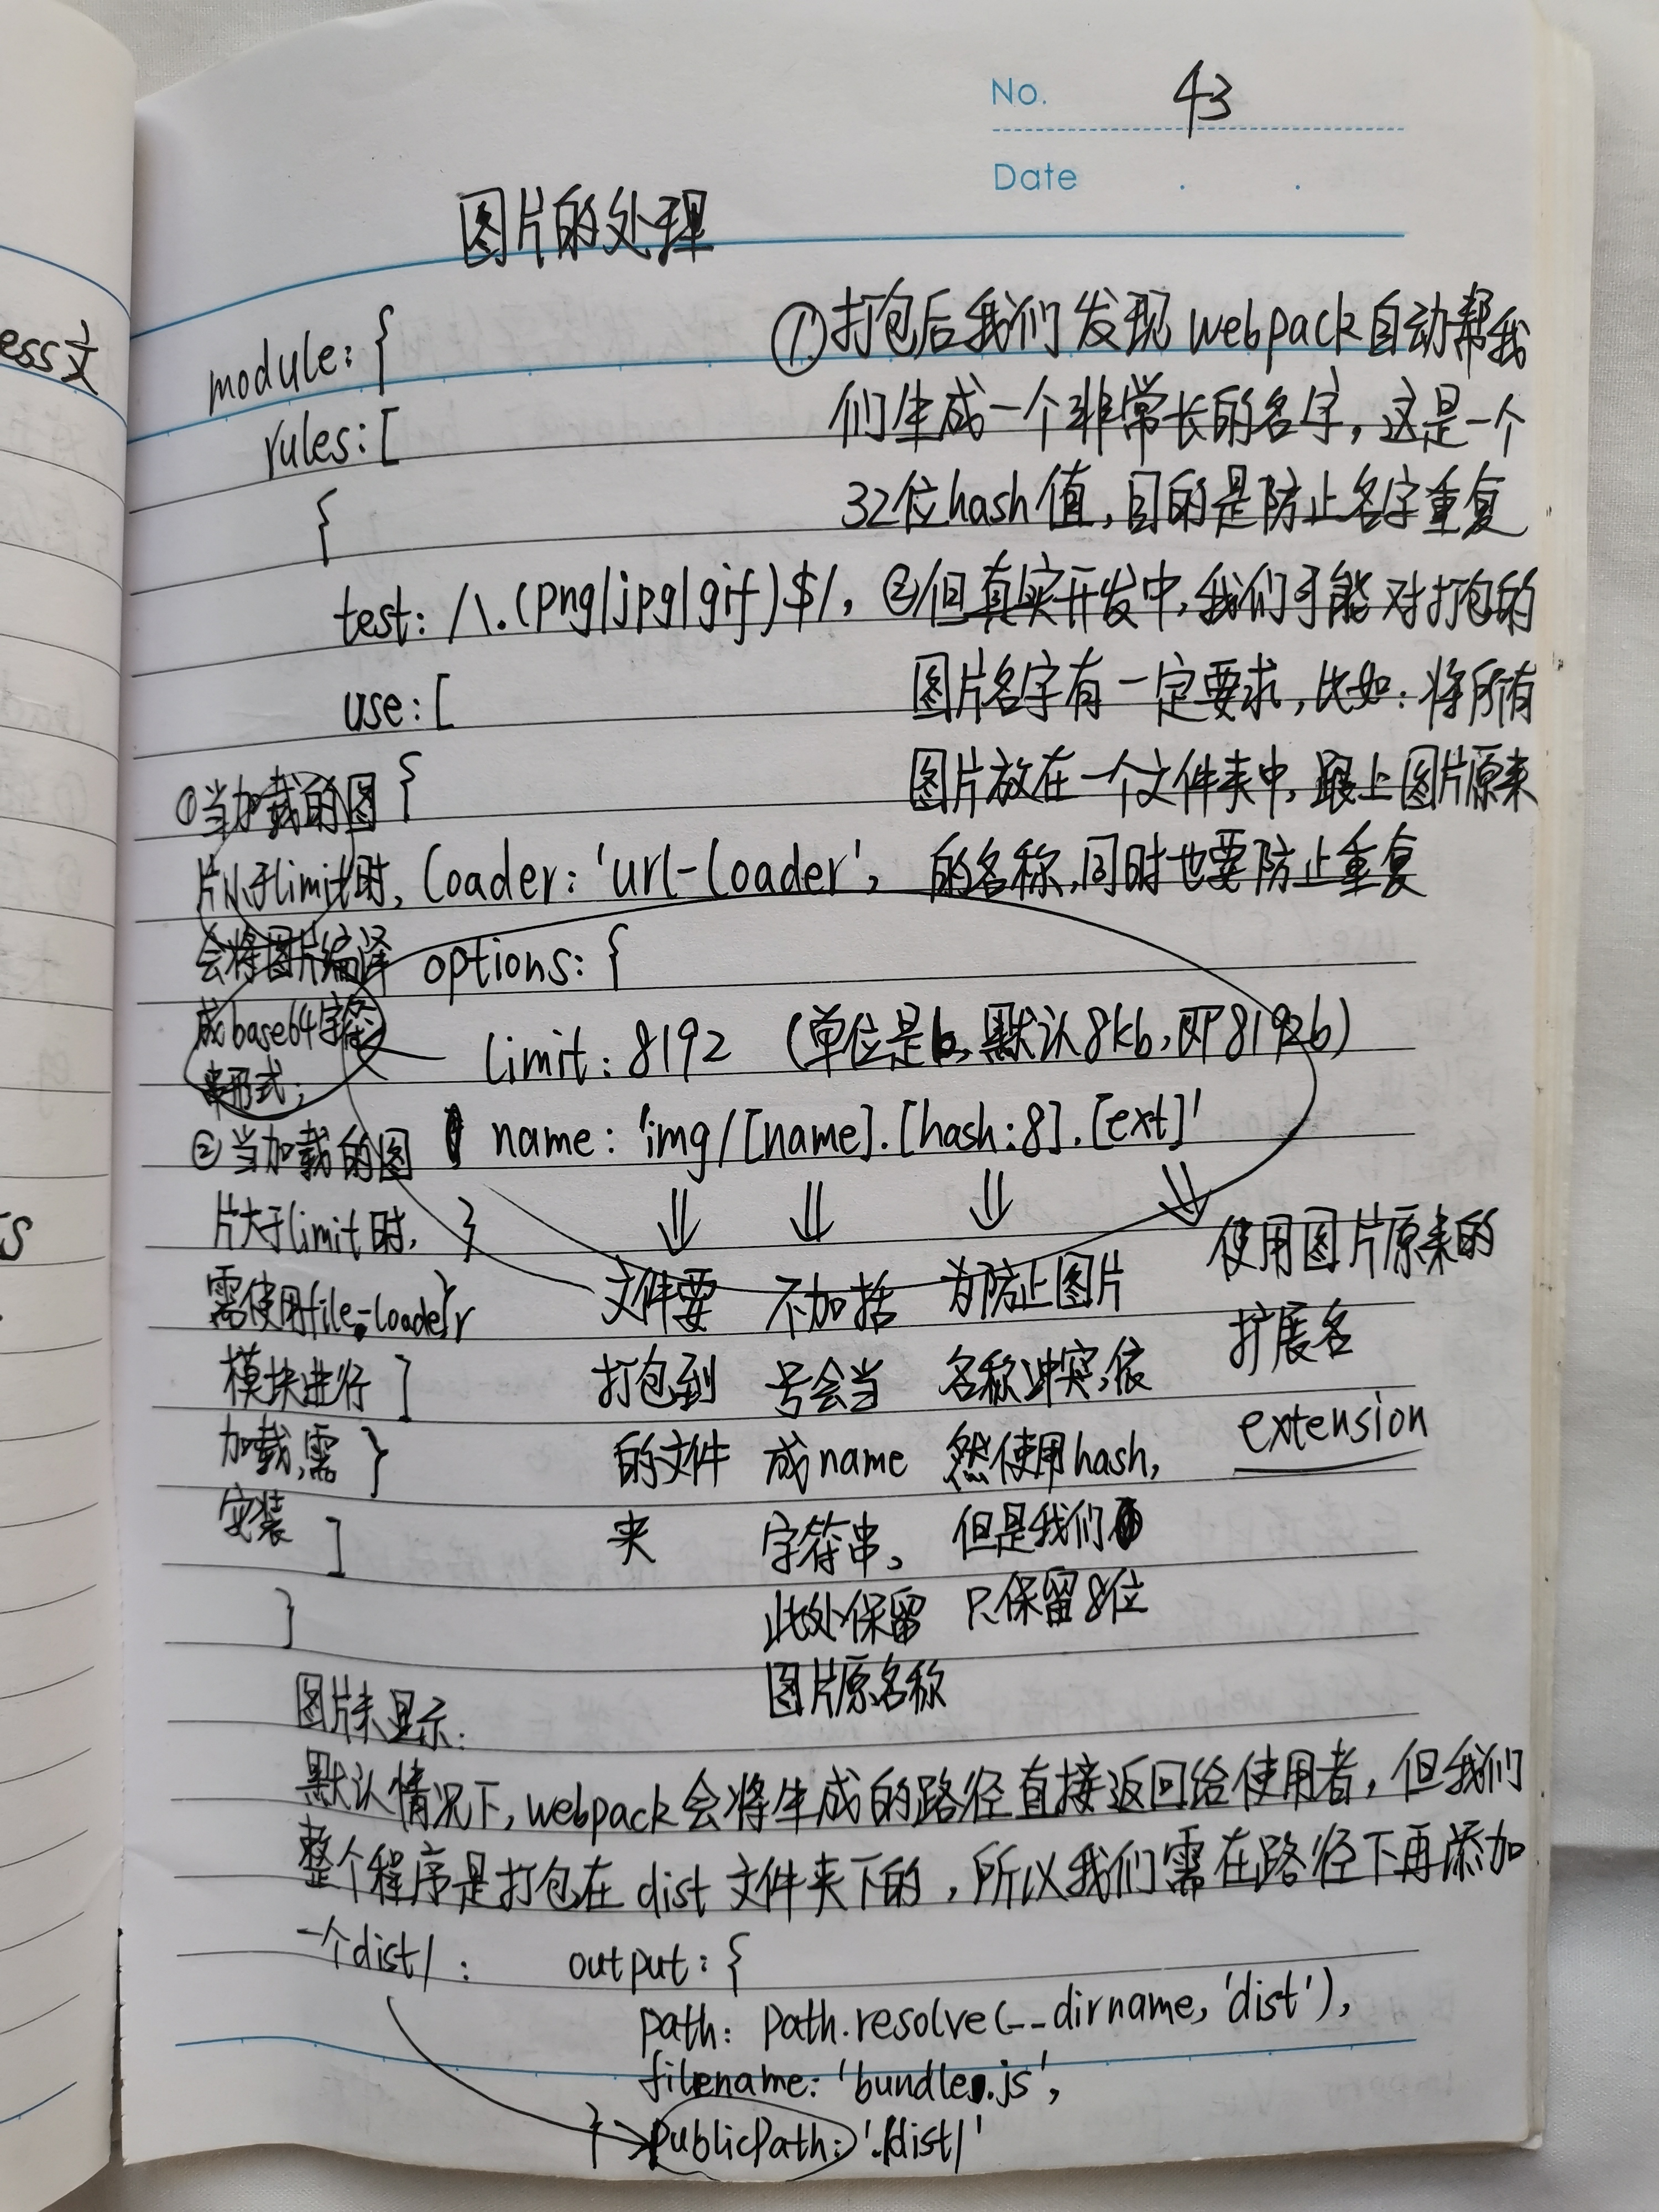 No. 43
Date . .
图片的处理
module: {
rules: [
{
test: /\.(png|jpg|gif)$/,
use: [
{
loader: 'url-loader',
options: {
limit: 8192 (单位是b, 默认8kb, 即8192b)
name: 'img/[name].[hash:8].[ext]'
}
}
]
}
]
}
①打包后我们发现webpack自动帮我
们生成一个非常长的名字，这是一个
32位hash值，目的是防止名字重复
②但真实开发中，我们可能对打包的
图片名字有一定要求，比如：将所有
图片放在一个文件夹中，跟上图片原来
的名称，同时也要防止重复
①当加载的图
片小于limit时，
会将图片编译
成base64字符
串形式；
②当加载的图
片大于limit时，
需使用file-loader
模块进行
加载，需
安装
文件要
打包到
的文件
夹
不加括
号会当
成name
字符串，
此处保留
图片原名称
为防止图片
名称冲突，依
然使用hash，
但是我们
只保留8位
使用图片原来的
扩展名
extension
图片未显示：
默认情况下，webpack会将生成的路径直接返回给使用者，但我们
整个程序是打包在dist文件夹下的，所以我们需在路径下再添加
一个dist/：
output: {
path: path.resolve(__dirname, 'dist'),
filename: 'bundle.js',
} publicPath: './dist/'
ess文
s